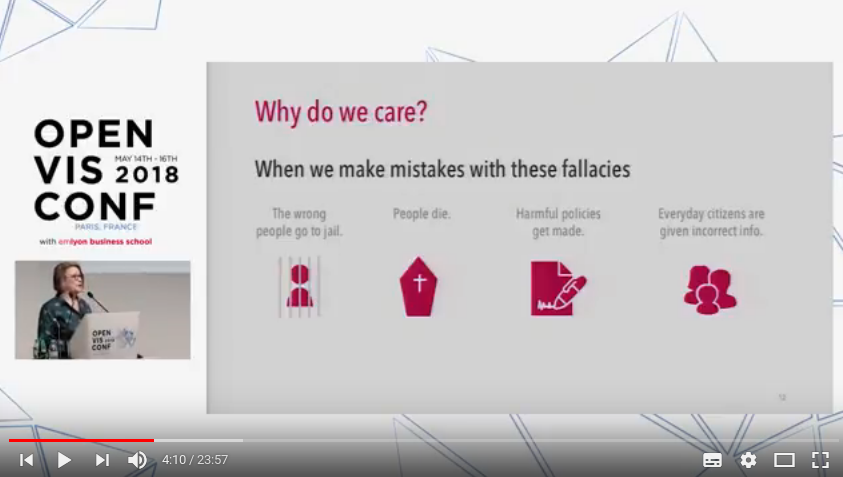 OPEN
VIS MAY 14TH - 16TH 2018
CONF
PARIS, FRANCE
with emlyon business school
OPEN
VIS 2018
CONF
Why do we care?
When we make mistakes with these fallacies
The wrong
people go to jail.
People die.
Harmful policies
get made.
Everyday citizens are
given incorrect info.
4:10 / 23:57